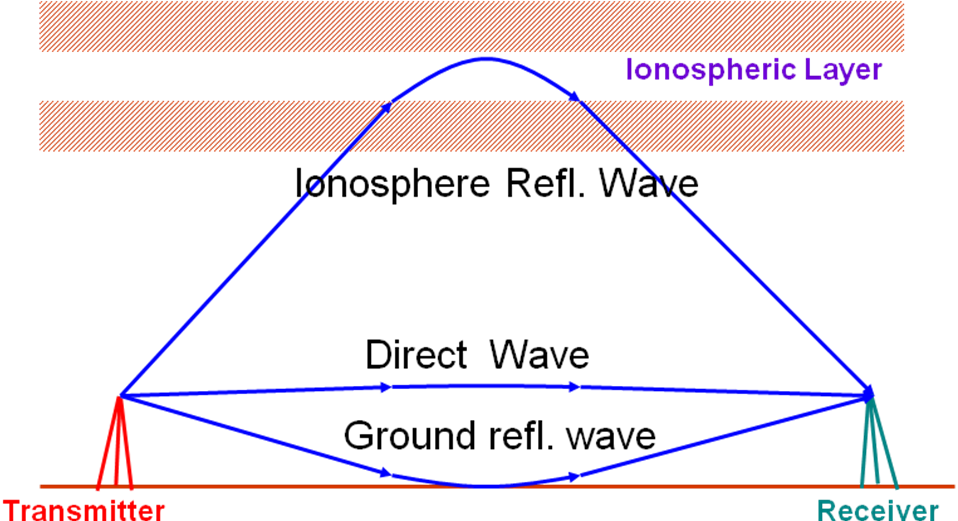 Ionospheric Layer
Ionosphere Refl. Wave
Direct Wave
Ground refl. wave
Transmitter
Receiver